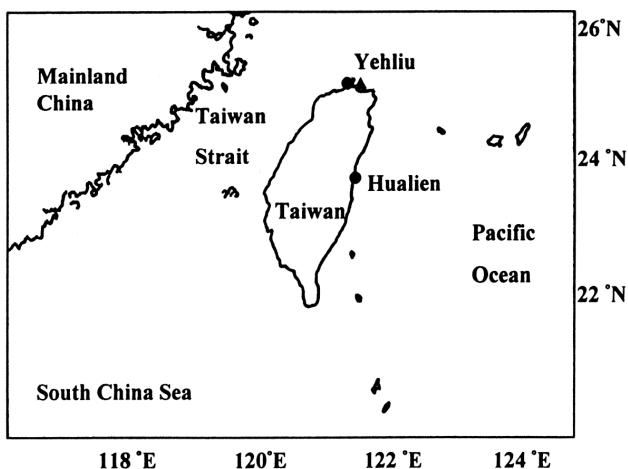 26°N
Yehliu
Mainland
China
Taiwan
Strait
24°N
Hualien
Taiwan
Pacific
Ocean
22°N
South China Sea
118°E
120°E
122°E
124°E